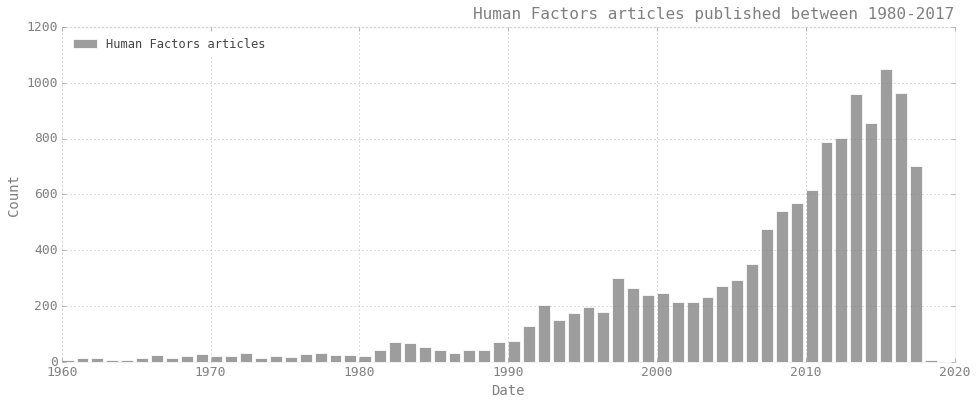 Human Factors articles published between 1980-2017
1200
Human Factors articles
1000
800
600
400
200
0
Count
1960 1970 1980 1990 2000 2010 2020
Date